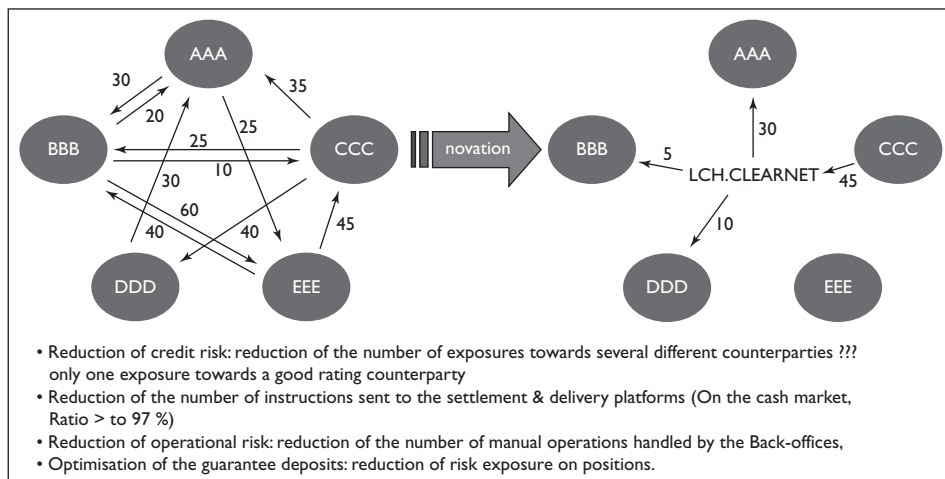 AAA
30
20
35
25
BBB
25
10
CCC
30
60
40
40
45
DDD
EEE
novation
AAA
30
BBB
5
LCH.CLEARNET
CCC
45
10
DDD
EEE
• Reduction of credit risk: reduction of the number of exposures towards several different counterparties ???
only one exposure towards a good rating counterparty
• Reduction of the number of instructions sent to the settlement & delivery platforms (On the cash market,
Ratio > to 97 %)
• Reduction of operational risk: reduction of the number of manual operations handled by the Back-offices,
• Optimisation of the guarantee deposits: reduction of risk exposure on positions.